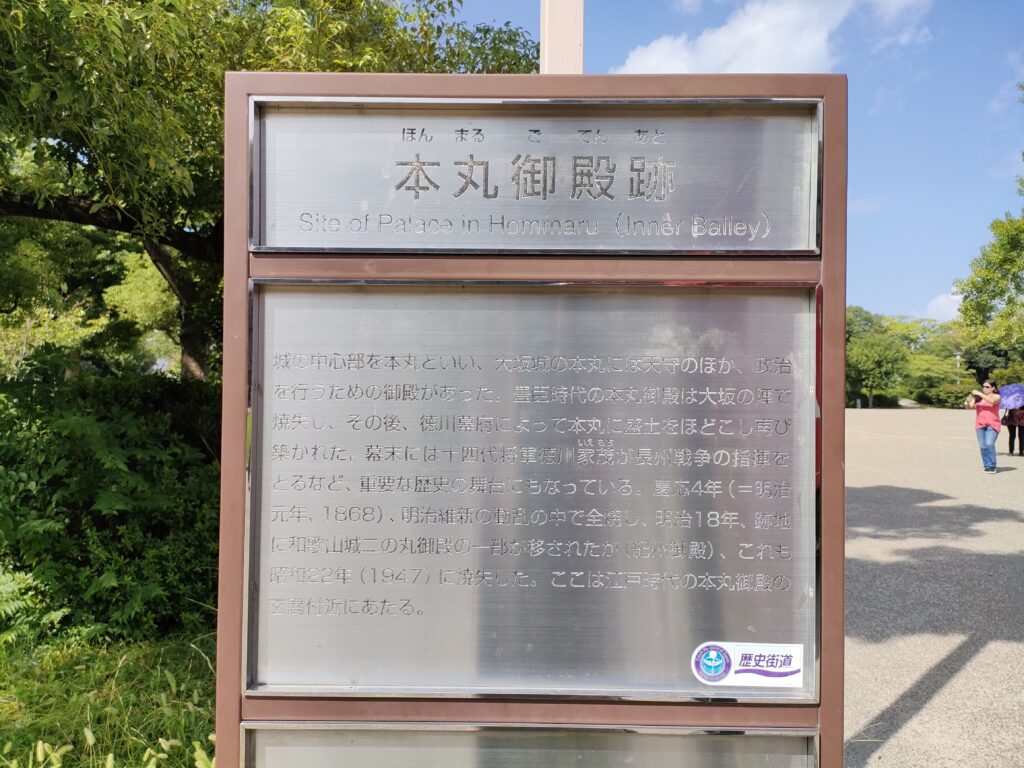 ほん まる ご てん あと
本丸御殿跡
Site of Palace in Hommaru (Inner Bailey)
城の中心部を本丸といい、大坂城の本丸には天守のほか、政治
を行うための御殿があった。豊臣時代の本丸御殿は大坂の陣で
焼失し、その後、徳川幕府によって本丸に盛土をほどこし再び
築かれた。幕末には十四代将軍徳川家茂が長州戦争の指揮を
いえ もち
とるなど、重要な歴史の舞台にもなっている。慶応4年(=明治
元年、1868)、明治維新の動乱の中で全焼し、明治18年、跡地
に和歌山城二の丸御殿の一部が移されたが(紀州御殿)、これも
昭和22年(1947)に焼失した。ここは江戸時代の本丸御殿の
玄関付近にあたる。
歴史街道